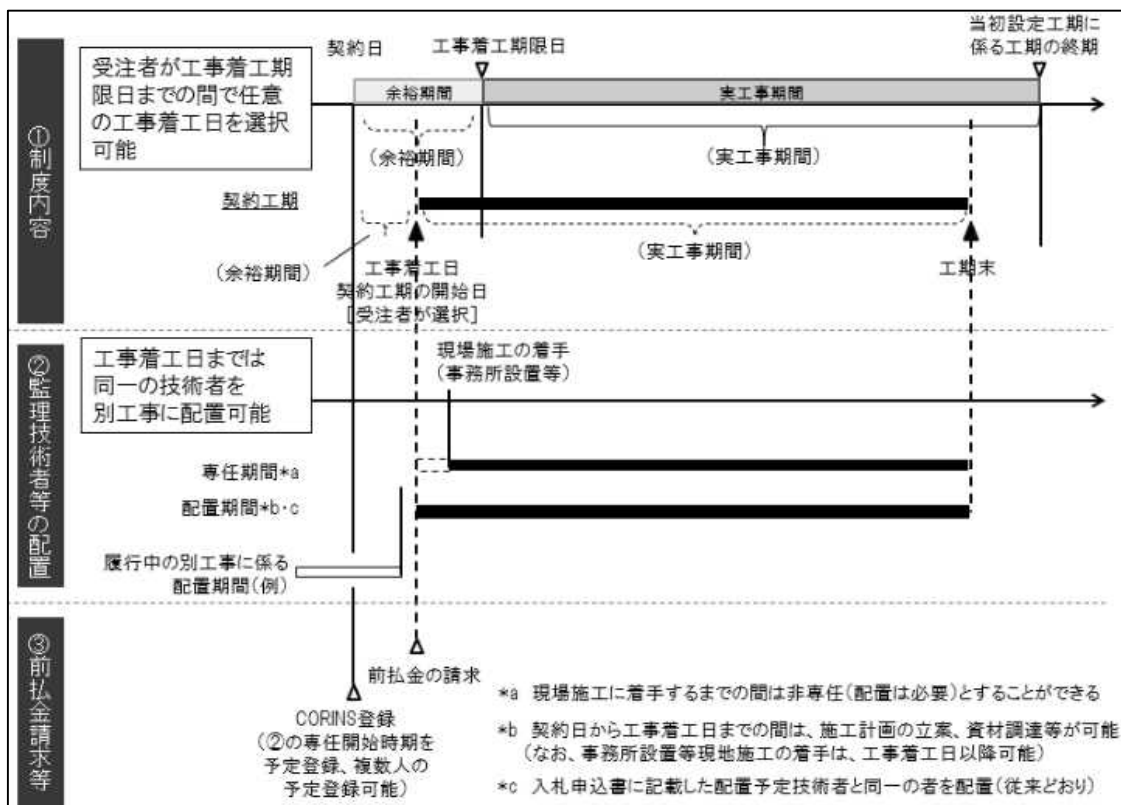 ①制度内容
受注者が工事着工期
限日までの間で任意
の工事着工日を選択
可能
契約日
工事着工期限日
当初設定工期に
係る工期の終期
余裕期間
実工事期間
（余裕期間）
（実工事期間）
契約工期
（余裕期間）
（実工事期間）
工事着工日
契約工期の開始日
[受注者が選択]
工期末
②監理技術者等の配置
工事着工日までは
同一の技術者を
別工事に配置可能
現場施工の着手
（事務所設置等）
専任期間*a
配置期間*b・c
履行中の別工事に係る
配置期間(例)
③前払金請求等
前払金の請求
CORINS登録
（②の専任開始時期を
予定登録、複数人の
予定登録可能）
*a 現場施工に着手するまでの間は非専任(配置は必要)とすることができる
*b 契約日から工事着工日までの間は、施工計画の立案、資材調達等が可能
(なお、事務所設置等現地施工の着手は、工事着工日以降可能)
*c 入札申込書に記載した配置予定技術者と同一の者を配置(従来どおり)